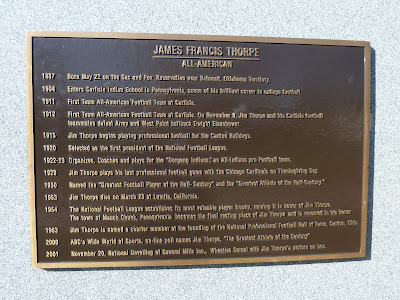 JAMES FRANCIS THORPE
ALL-AMERICAN
1887 Born May 22 on the Sac and Fox Reservation near Belmont, Oklahoma Territory.
1904 Enters Carlisle Indian School in Pennsylvania, scene of his brilliant career in college football.
1911 First Team All-American Football Team at Carlisle.
1912 First Team All-American Football Team at Carlisle. On November 9, Jim Thorpe and his Carlisle football
teammates defeat Army and West Point halfback Dwight Eisenhower.
1915 Jim Thorpe begins playing professional football for the Canton Bulldogs.
1920 Selected as the first president of the National Football League.
1922-23 Organizes, Coaches and plays for the "Oorang Indians," an all-Indian pro football team.
1929 Jim Thorpe plays his last professional football game with the Chicago Cardinals on Thanksgiving Day.
1950 Named the "Greatest Football Player of the Half-Century" and the "Greatest Athlete of the Half-Century."
1953 Jim Thorpe dies on March 28 at Lomita, California.
1954 The National Football League establishes its most valuable player trophy, naming it in honor of Jim Thorpe.
The town of Mauch Chunk, Pennsylvania becomes the final resting place of Jim Thorpe and is renamed in his honor
1963 Jim Thorpe is named a charter member at the founding of the National Professional Football Hall of Fame, Canton, Ohio
2000 ABC's Wide World of Sports, on-line poll names Jim Thorpe, "The Greatest Athlete of the Century"
2001 November 20, National Unveiling of General Mills Inc., Wheaties Cereal with Jim Thorpe's picture on box.